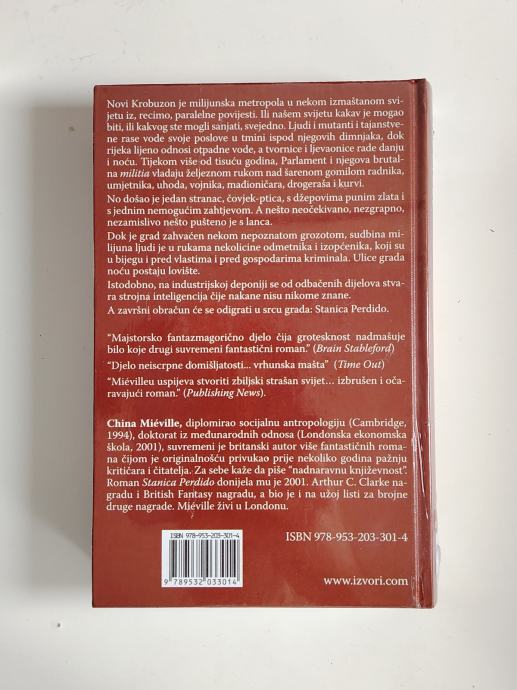 Novi Krobuzon je milijunska metropola u nekom izmaštanom svi-
jetu iz, recimo, paralelne povijesti. Ili našem svijetu kakav je mogao
biti, ili kakvog ste mogli sanjati, svejedno. Ljudi i mutanti i tajanstve-
ne rase vode svoje poslove u tmini ispod njegovih dimnjaka, dok
rijeka lijeno odnosi otpadne vode, a tvornice i ljevaonice rade danju
i noću. Tijekom više od tisuću godina, Parlament i njegova brutal-
na militia vladaju željeznom rukom nad šarenom gomilom radnika,
umjetnika, uhoda, vojnika, mađioničara, drogeraša i kurvi.
No došao je jedan stranac, čovjek-ptica, s džepovima punim zlata i
s jednim nemogućim zahtjevom. A nešto neočekivano, nezgrapno,
nezamislivo nešto pušteno je s lanca.
Dok je grad zahvaćen nekom nepoznatom grozotom, sudbina mi-
lijuna ljudi je u rukama nekolicine odmetnika i izopćenika, koji su
u bijegu i pred vlastima i pred gospodarima kriminala. Ulice grada
noću postaju lovište.
Istodobno, na industrijskoj deponiji se od odbačenih dijelova stva-
ra strojna inteligencija čije nakane nisu nikome znane.
A završni obračun će se odigrati u srcu grada: Stanica Perdido.
“Majstorsko fantazmagorično djelo čija grotesknost nadmašuje
bilo koje drugi suvremeni fantastični roman.” (Brain Stableford)
“Djelo neiscrpne domišljatosti... vrhunska mašta” (Time Out)
“Miévilleu uspijeva stvoriti zbiljski strašan svijet... izbrušen i oča-
ravajući roman.” (Publishing News).
China Miéville, diplomirao socijalnu antropologiju (Cambridge,
1994), doktorat iz međunarodnih odnosa (Londonska ekonomska
škola, 2001), suvremeni je britanski autor više fantastičnih roma-
na čijom je originalnošću privukao prije nekoliko godina pažnju
kritičara i čitatelja. Za sebe kaže da piše “nadnaravnu književnost”.
Roman Stanica Perdido donijela mu je 2001. Arthur C. Clarke na-
gradu i British Fantasy nagradu, a bio je i na užoj listi za brojne
druge nagrade. Miéville živi u Londonu.
ISBN 978-953-203-301-4
ISBN 978-953-203-301-4
9 789532 033014
www.izvori.com